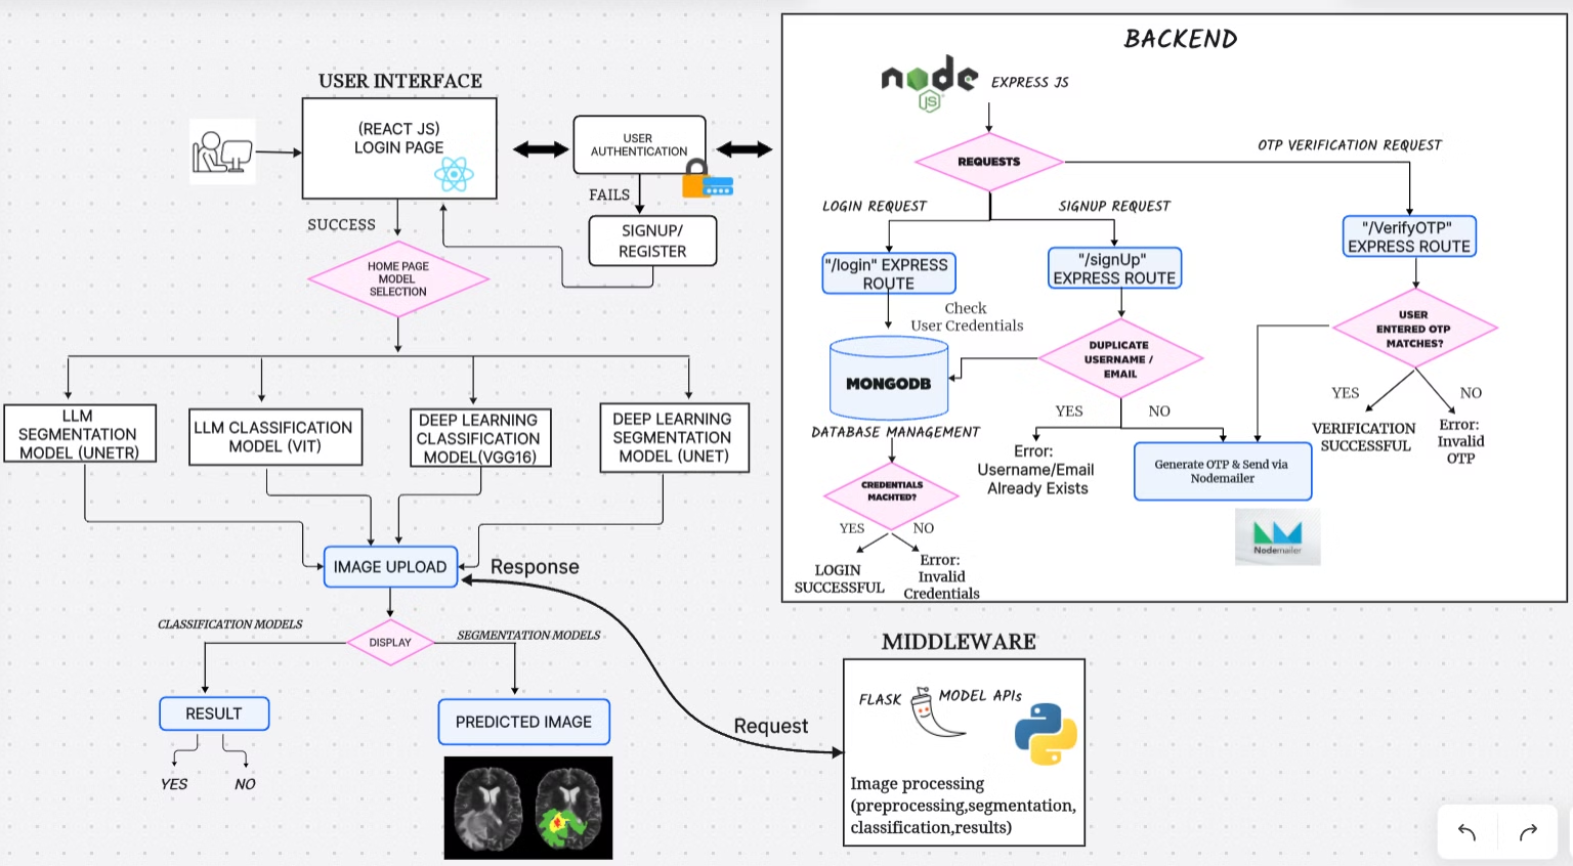 BACKEND
node
JS
EXPRESS JS
REQUESTS
OTP VERIFICATION REQUEST
LOGIN REQUEST
SIGNUP REQUEST
"/login" EXPRESS
ROUTE
"/signUp"
EXPRESS ROUTE
"/VerifyOTP"
EXPRESS ROUTE
Check
User Credentials
MONGODB
DUPLICATE
USERNAME /
EMAIL
USER
ENTERED OTP
MATCHES?
YES
NO
YES
NO
DATABASE MANAGEMENT
VERIFICATION
SUCCESSFUL
Error:
Invalid
OTP
Error:
Username/Email
Already Exists
Generate OTP & Send via
Nodemailer
Nodemailer
CREDENTIALS
MACHTED?
YES
NO
LOGIN
SUCCESSFUL
Error:
Invalid
Credentials
USER INTERFACE
(REACT JS)
LOGIN PAGE
USER
AUTHENTICATION
FAILS
SIGNUP/
REGISTER
SUCCESS
HOME PAGE
MODEL
SELECTION
LLM
SEGMENTATION
MODEL (UNETR)
LLM CLASSIFICATION
MODEL (VIT)
DEEP LEARNING
CLASSIFICATION
MODEL(VGG16)
DEEP LEARNING
SEGMENTATION
MODEL (UNET)
IMAGE UPLOAD
Response
CLASSIFICATION MODELS
DISPLAY
SEGMENTATION MODELS
RESULT
PREDICTED IMAGE
YES
NO
Request
MIDDLEWARE
FLASK
MODEL APIs
Image processing
(preprocessing,segmentation,
classification,results)